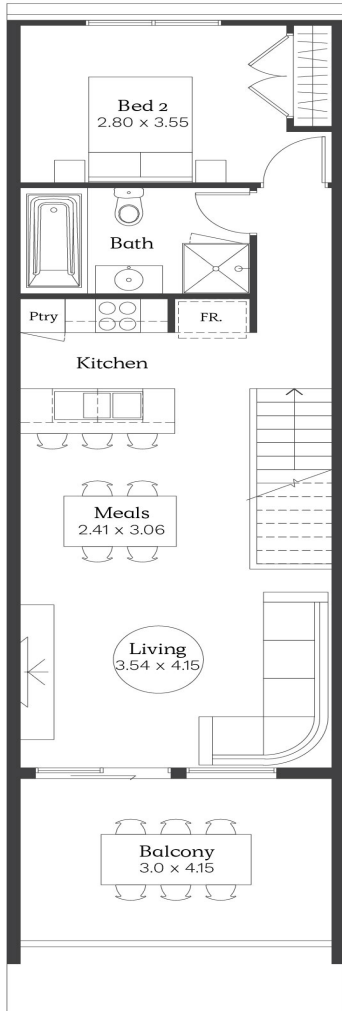 Bed 2
2.80 × 3.55
Bath
Ptry
FR.
Kitchen
Meals
2.41 × 3.06
Living
3.54 × 4.15
Balcony
3.0 × 4.15